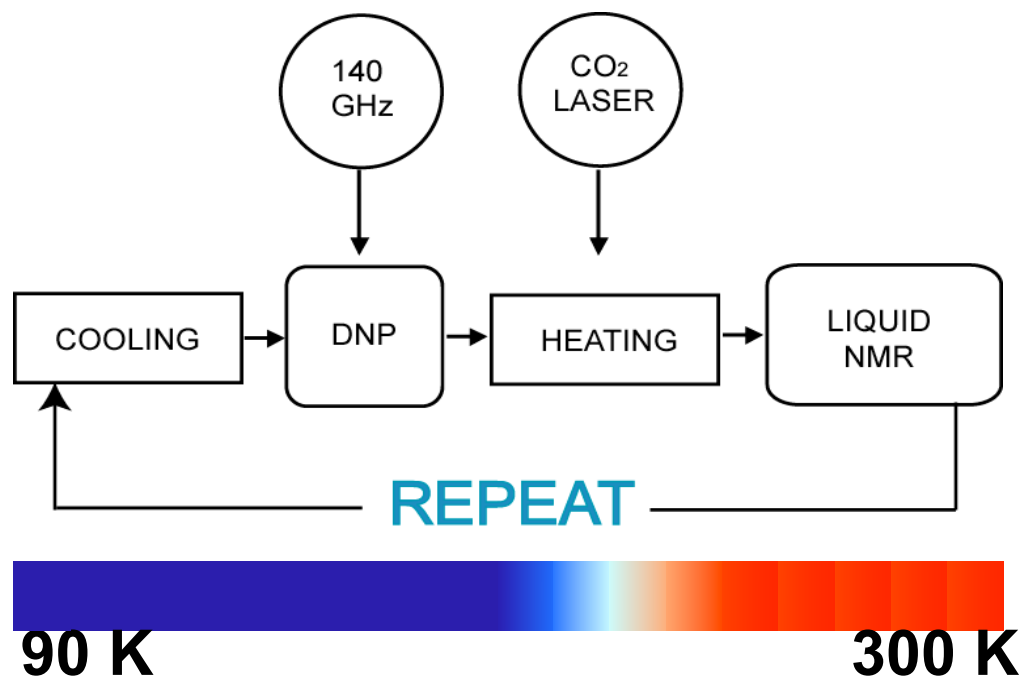 140
GHz
CO₂
LASER
COOLING
DNP
HEATING
LIQUID
NMR
REPEAT
90 K
300 K